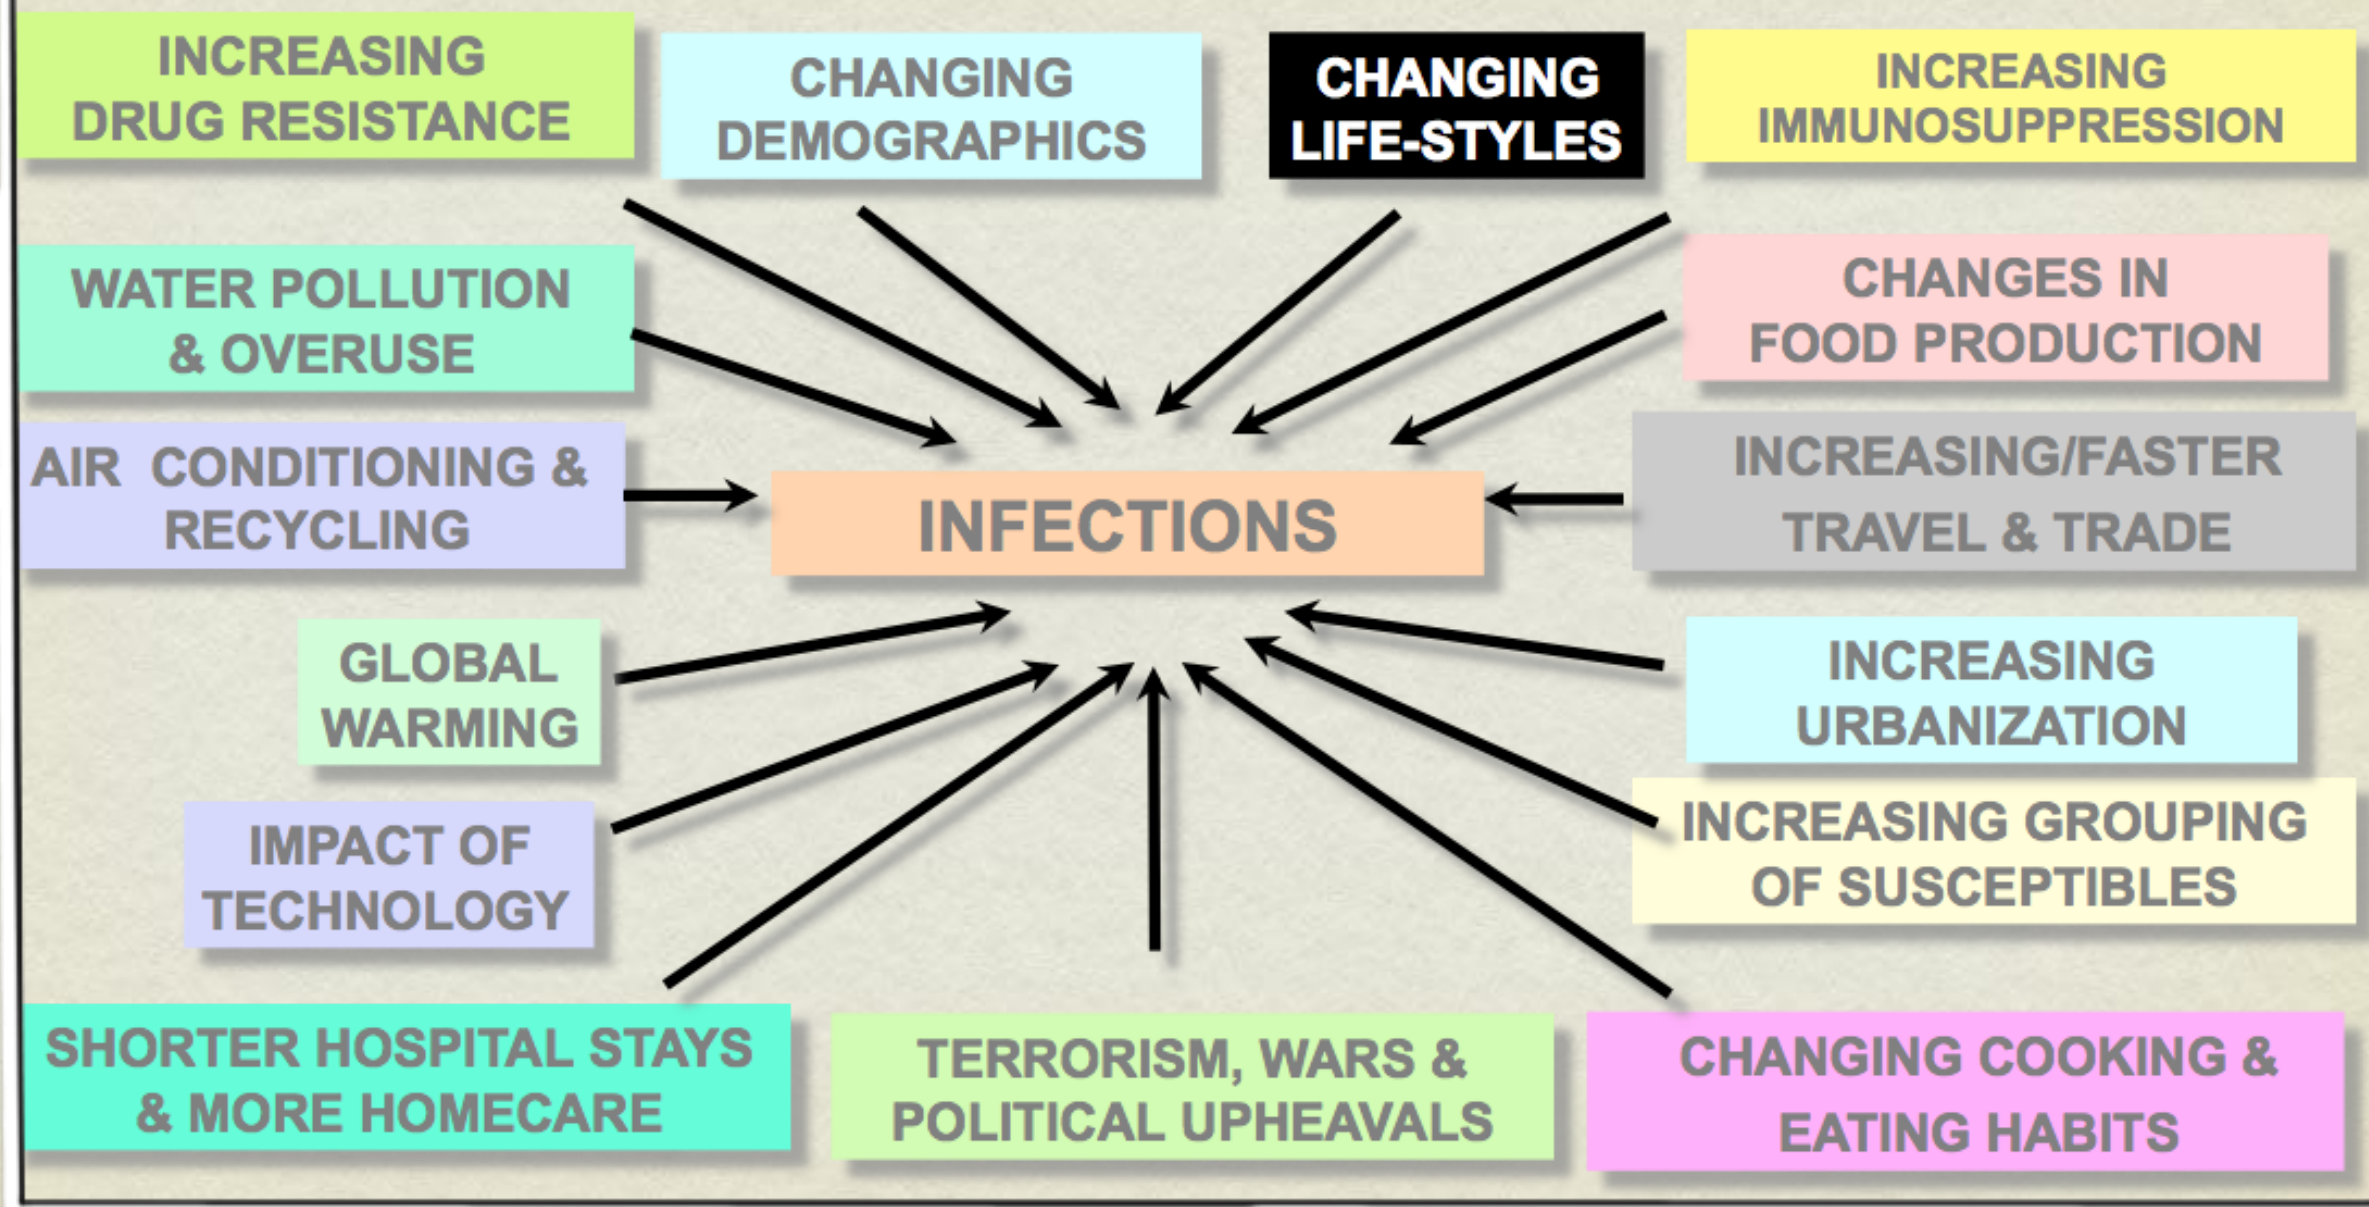 INCREASING
DRUG RESISTANCE
CHANGING
DEMOGRAPHICS
CHANGING
LIFE-STYLES
INCREASING
IMMUNOSUPPRESSION
WATER POLLUTION
& OVERUSE
CHANGES IN
FOOD PRODUCTION
AIR CONDITIONING &
RECYCLING
INFECTIONS
INCREASING/FASTER
TRAVEL & TRADE
GLOBAL
WARMING
INCREASING
URBANIZATION
IMPACT OF
TECHNOLOGY
INCREASING GROUPING
OF SUSCEPTIBLES
SHORTER HOSPITAL STAYS
& MORE HOMECARE
TERRORISM, WARS &
POLITICAL UPHEAVALS
CHANGING COOKING &
EATING HABITS